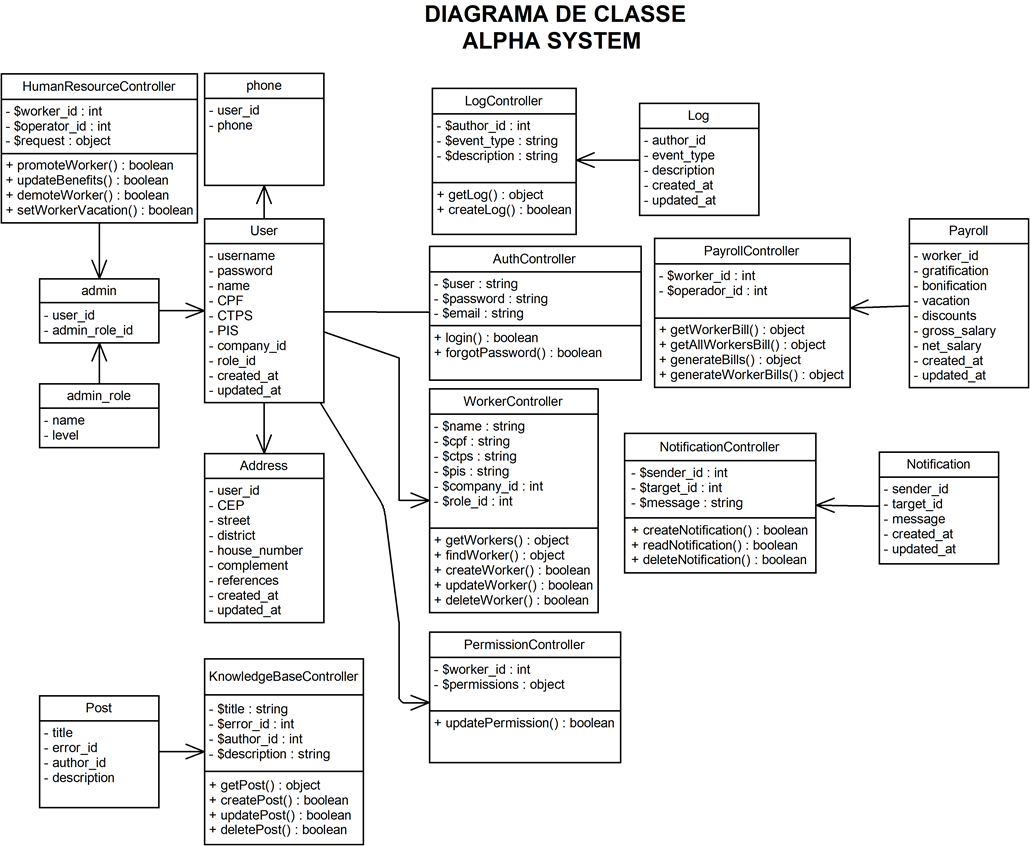 DIAGRAMA DE CLASSE
ALPHA SYSTEM
HumanResourceController
- $worker_id : int
- $operator_id : int
- $request : object
+ promoteWorker() : boolean
+ updateBenefits() : boolean
+ demoteWorker() : boolean
+ setWorkerVacation() : boolean
phone
- user_id
- phone
LogController
- $author_id : int
- $event_type : string
- $description : string
+ getLog() : object
+ createLog() : boolean
Log
- author_id
- event_type
- description
- created_at
- updated_at
User
- username
- password
- name
- CPF
- CTPS
- PIS
- company_id
- role_id
- created_at
- updated_at
admin
- user_id
- admin_role_id
admin_role
- name
- level
AuthController
- $user : string
- $password : string
- $email : string
+ login() : boolean
+ forgotPassword() : boolean
PayrollController
- $worker_id : int
- $operador_id : int
+ getWorkerBill() : object
+ getAllWorkersBill() : object
+ generateBills() : object
+ generateWorkerBills() : object
Payroll
- worker_id
- gratification
- bonification
- vacation
- discounts
- gross_salary
- net_salary
- created_at
- updated_at
WorkerController
- $name : string
- $cpf : string
- $ctps : string
- $pis : string
- $company_id : int
- $role_id : int
+ getWorkers() : object
+ findWorker() : object
+ createWorker() : boolean
+ updateWorker() : boolean
+ deleteWorker() : boolean
NotificationController
- $sender_id : int
- $target_id : int
- $message : string
+ createNotification() : boolean
+ readNotification() : boolean
+ deleteNotification() : boolean
Notification
- sender_id
- target_id
- message
- created_at
- updated_at
Address
- user_id
- CEP
- street
- district
- house_number
- complement
- references
- created_at
- updated_at
PermissionController
- $worker_id : int
- $permissions : object
+ updatePermission() : boolean
Post
- title
- error_id
- author_id
- description
KnowledgeBaseController
- $title : string
- $error_id : int
- $author_id : int
- $description : string
+ getPost() : object
+ createPost() : boolean
+ updatePost() : boolean
+ deletePost() : boolean